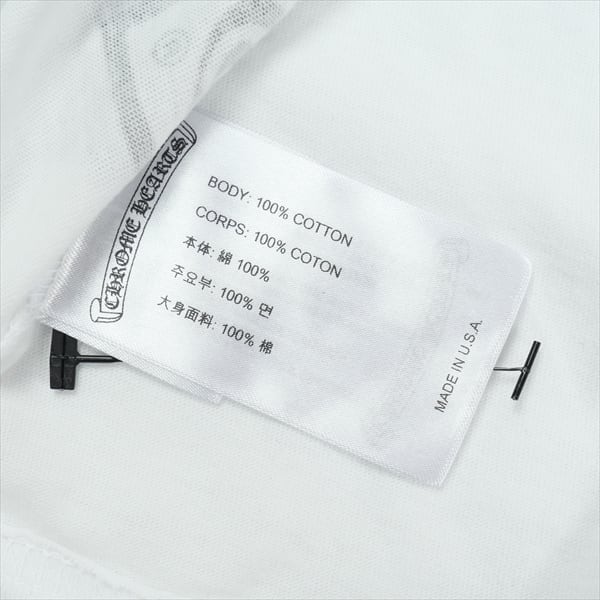 CHROME HEARTS
BODY: 100% COTTON
CORPS: 100% COTON
本体: 綿 100%
주요부: 100% 면
大身面料: 100% 棉
MADE IN U.S.A.